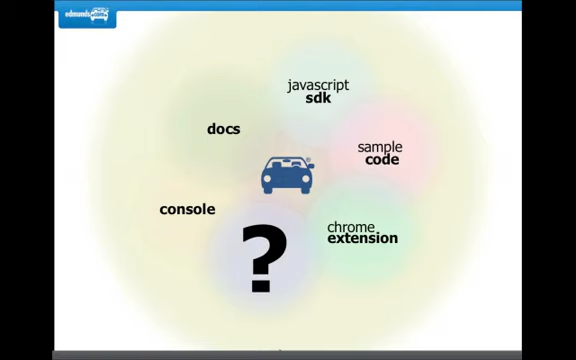 edmunds
javascript
sdk
docs
sample
code
console
chrome
extension
?